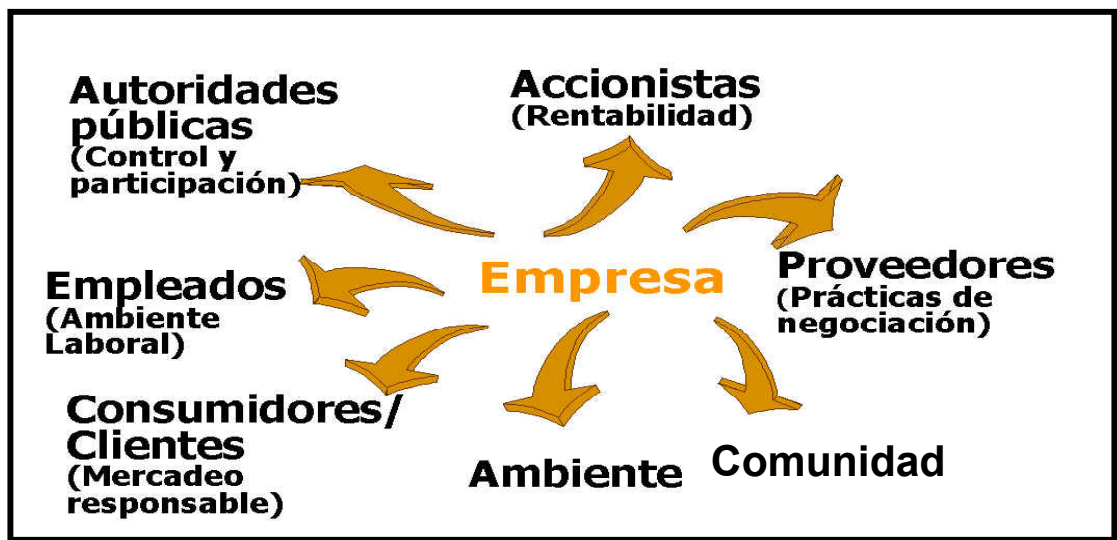 Autoridades
públicas
(Control y
participación)
Accionistas
(Rentabilidad)
Empresa
Proveedores
(Prácticas de
negociación)
Empleados
(Ambiente
Laboral)
Consumidores/
Clientes
(Mercadeo
responsable)
Ambiente
Comunidad